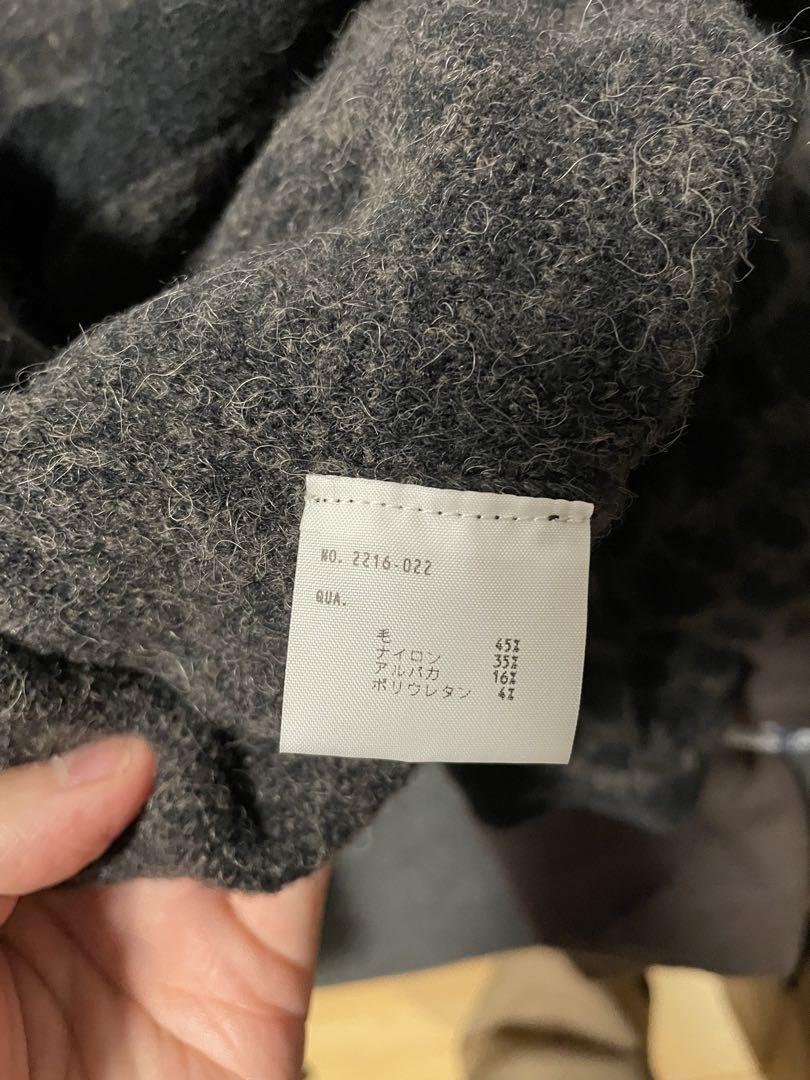 NO. 2216-022
QUA.
毛 45%
ナイロン 35%
アルパカ 16%
ポリウレタン 4%